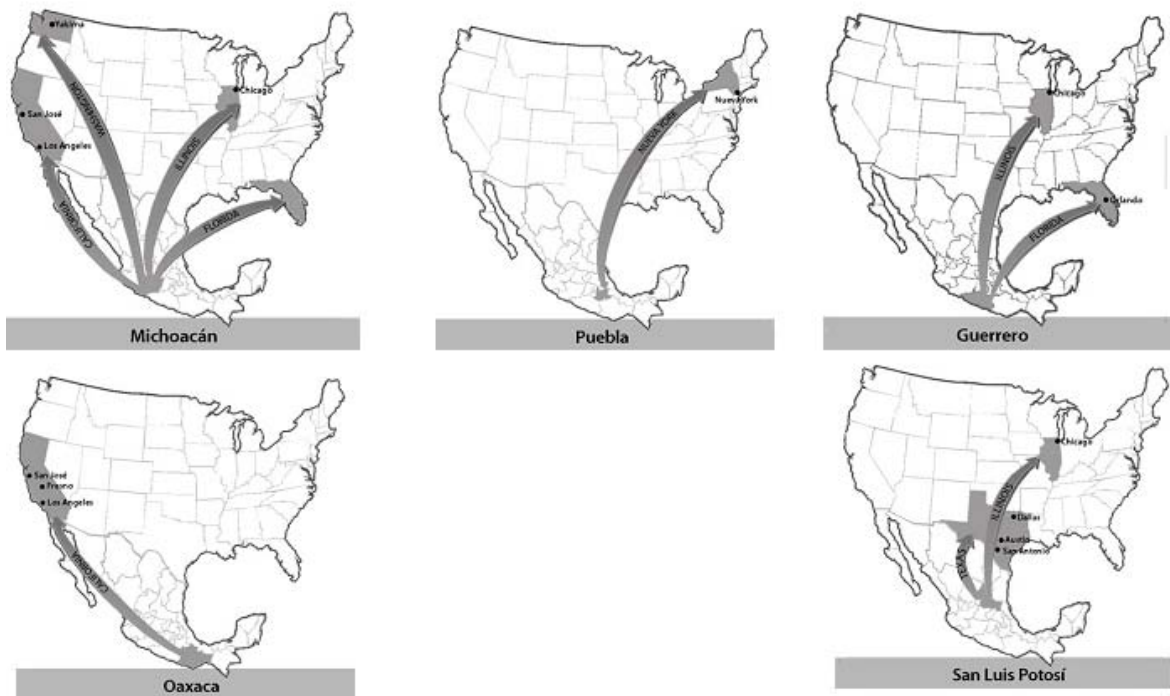 Yakima
WASHINGTON
Chicago
San José
Los Angeles
ILLINOIS
CALIFORNIA
FLORIDA
Michoacán
Nueva York
NUEVA YORK
Puebla
Chicago
ILLINOIS
Orlando
FLORIDA
Guerrero
San José
Fresno
Los Angeles
CALIFORNIA
Oaxaca
Chicago
ILLINOIS
Dallas
Austin
San Antonio
TEXAS
San Luis Potosí